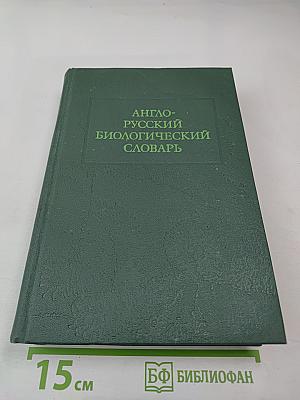 АНГЛО-
РУССКИЙ
БИОЛОГИЧЕСКИЙ
СЛОВАРЬ
15 см
БФ БИБЛИОФАН